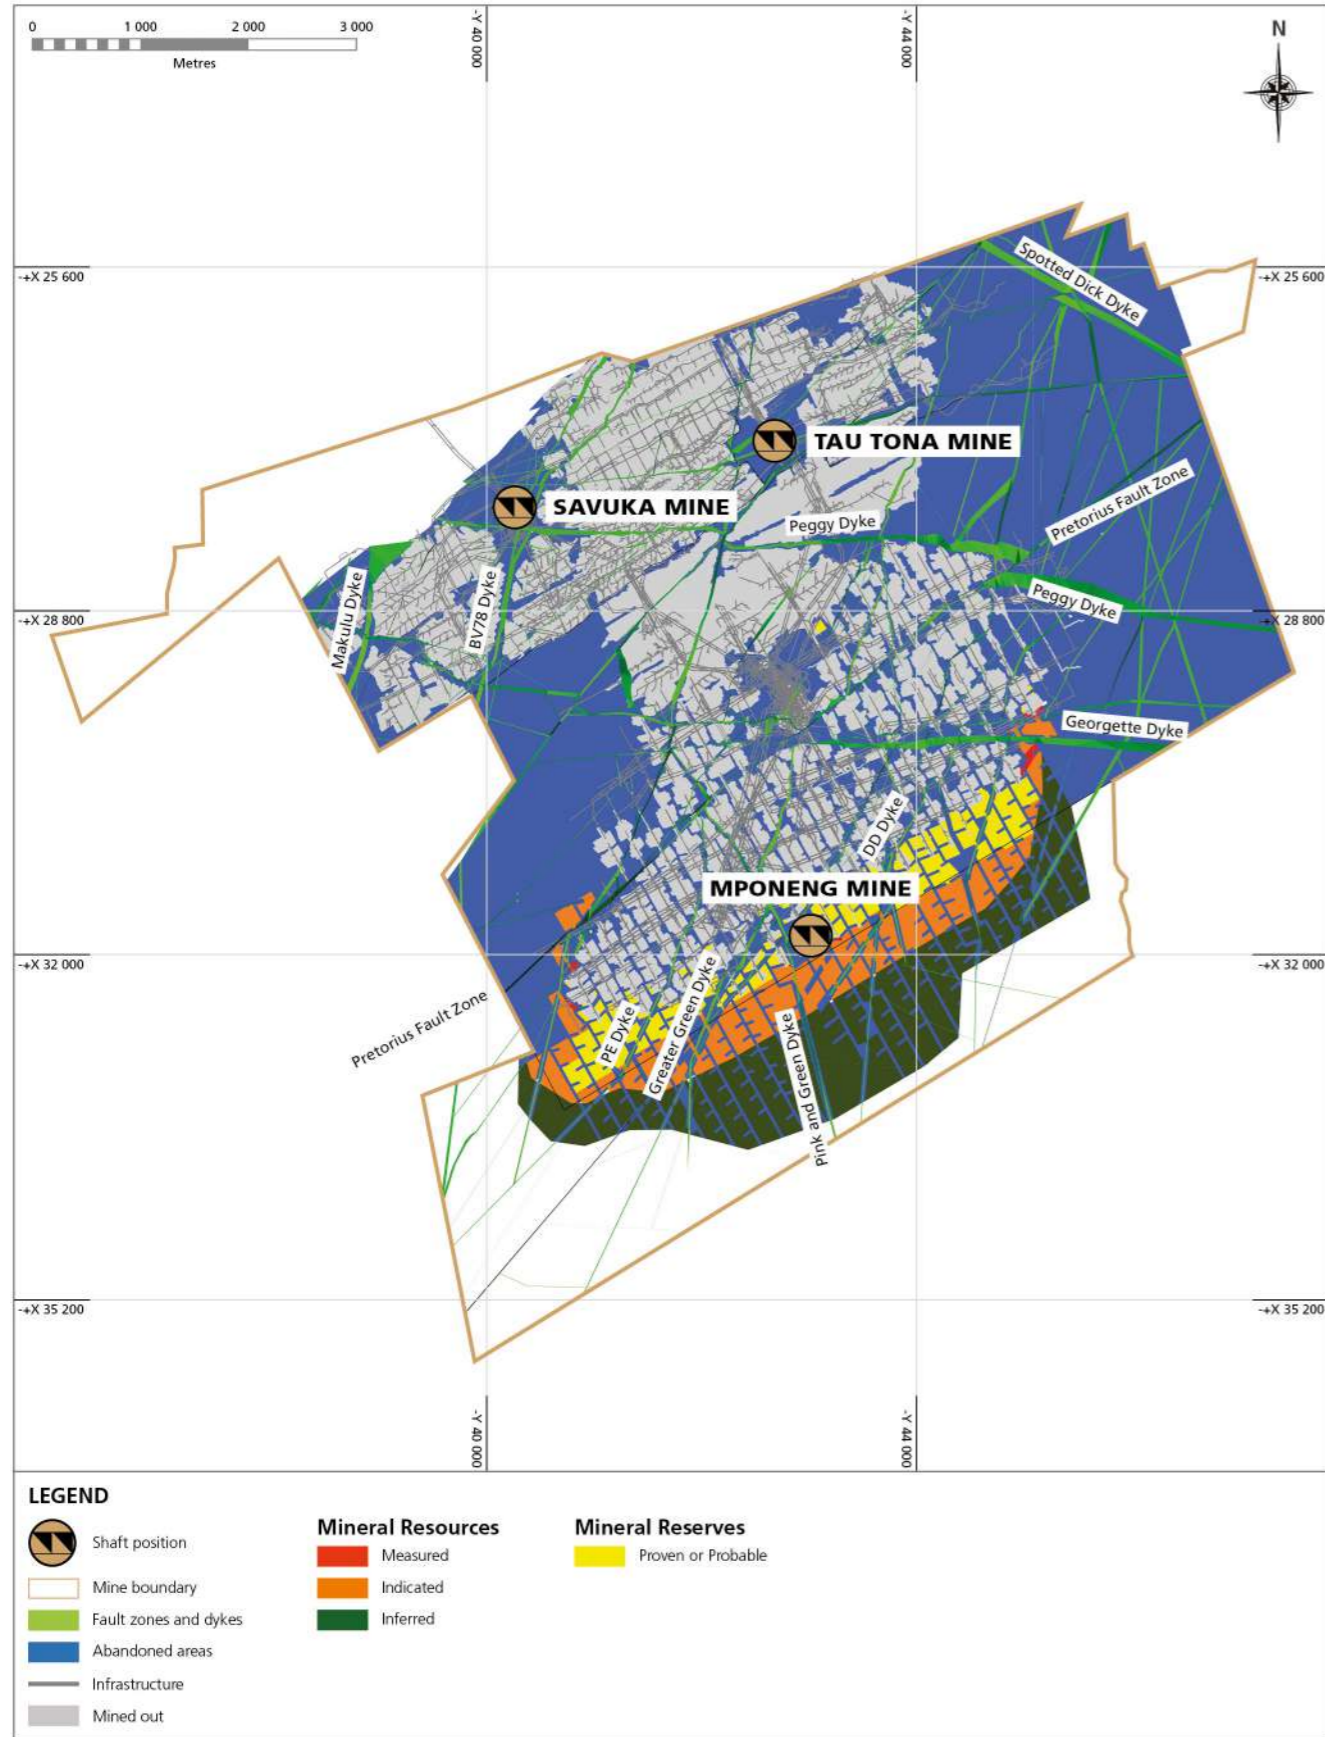 0 1 000 2 000 3 000
Metres
-Y 40 000
-Y 44 000
N
-+X 25 600
-+X 25 600
Spotted Dick Dyke
TAU TONA MINE
SAVUKA MINE
Pretorius Fault Zone
Peggy Dyke
Makulu Dyke
BV78 Dyke
Peggy Dyke
-+X 28 800
-+X 28 800
Georgette Dyke
DD Dyke
MPONENG MINE
-+X 32 000
-+X 32 000
Pretorius Fault Zone
PE Dyke
Greater Green Dyke
Pink and Green Dyke
-+X 35 200
-+X 35 200
-Y 40 000
-Y 44 000
LEGEND
Shaft position
Mine boundary
Fault zones and dykes
Abandoned areas
Infrastructure
Mined out
Mineral Resources
Measured
Indicated
Inferred
Mineral Reserves
Proven or Probable